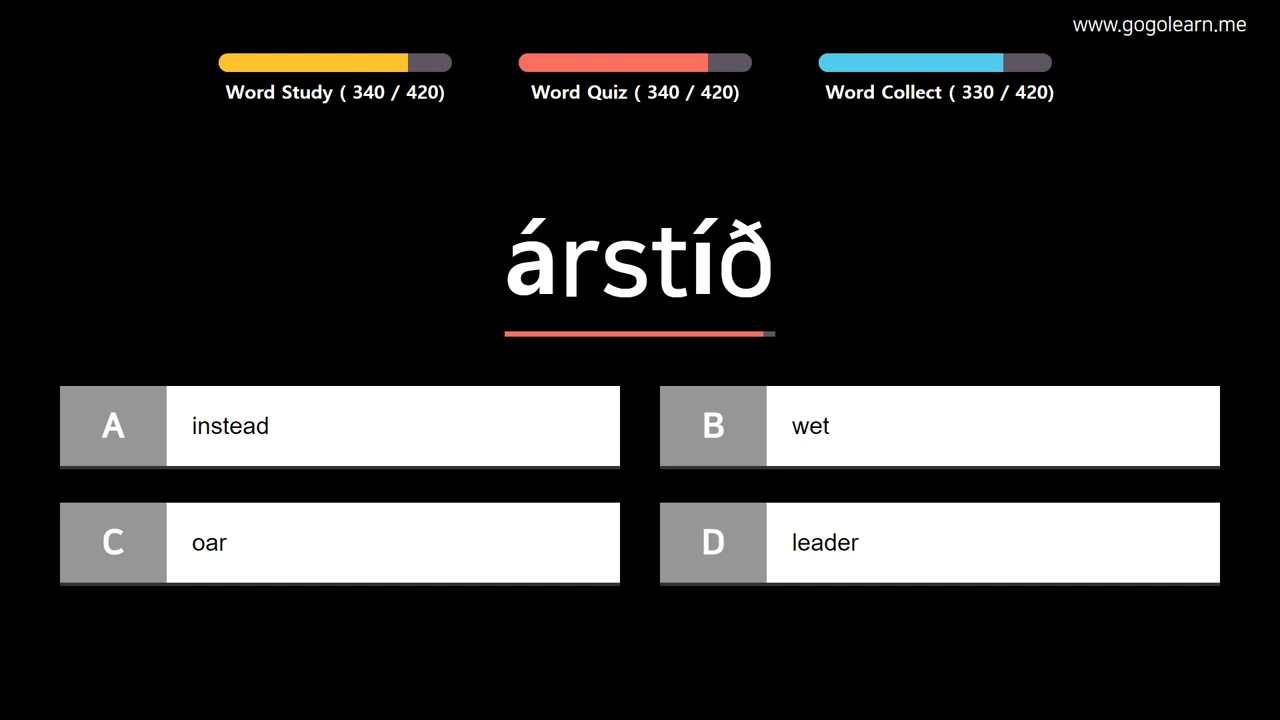 www.gogolearn.me
Word Study ( 340 / 420)
Word Quiz ( 340 / 420)
Word Collect ( 330 / 420)
árstíð
A instead
B wet
C oar
D leader